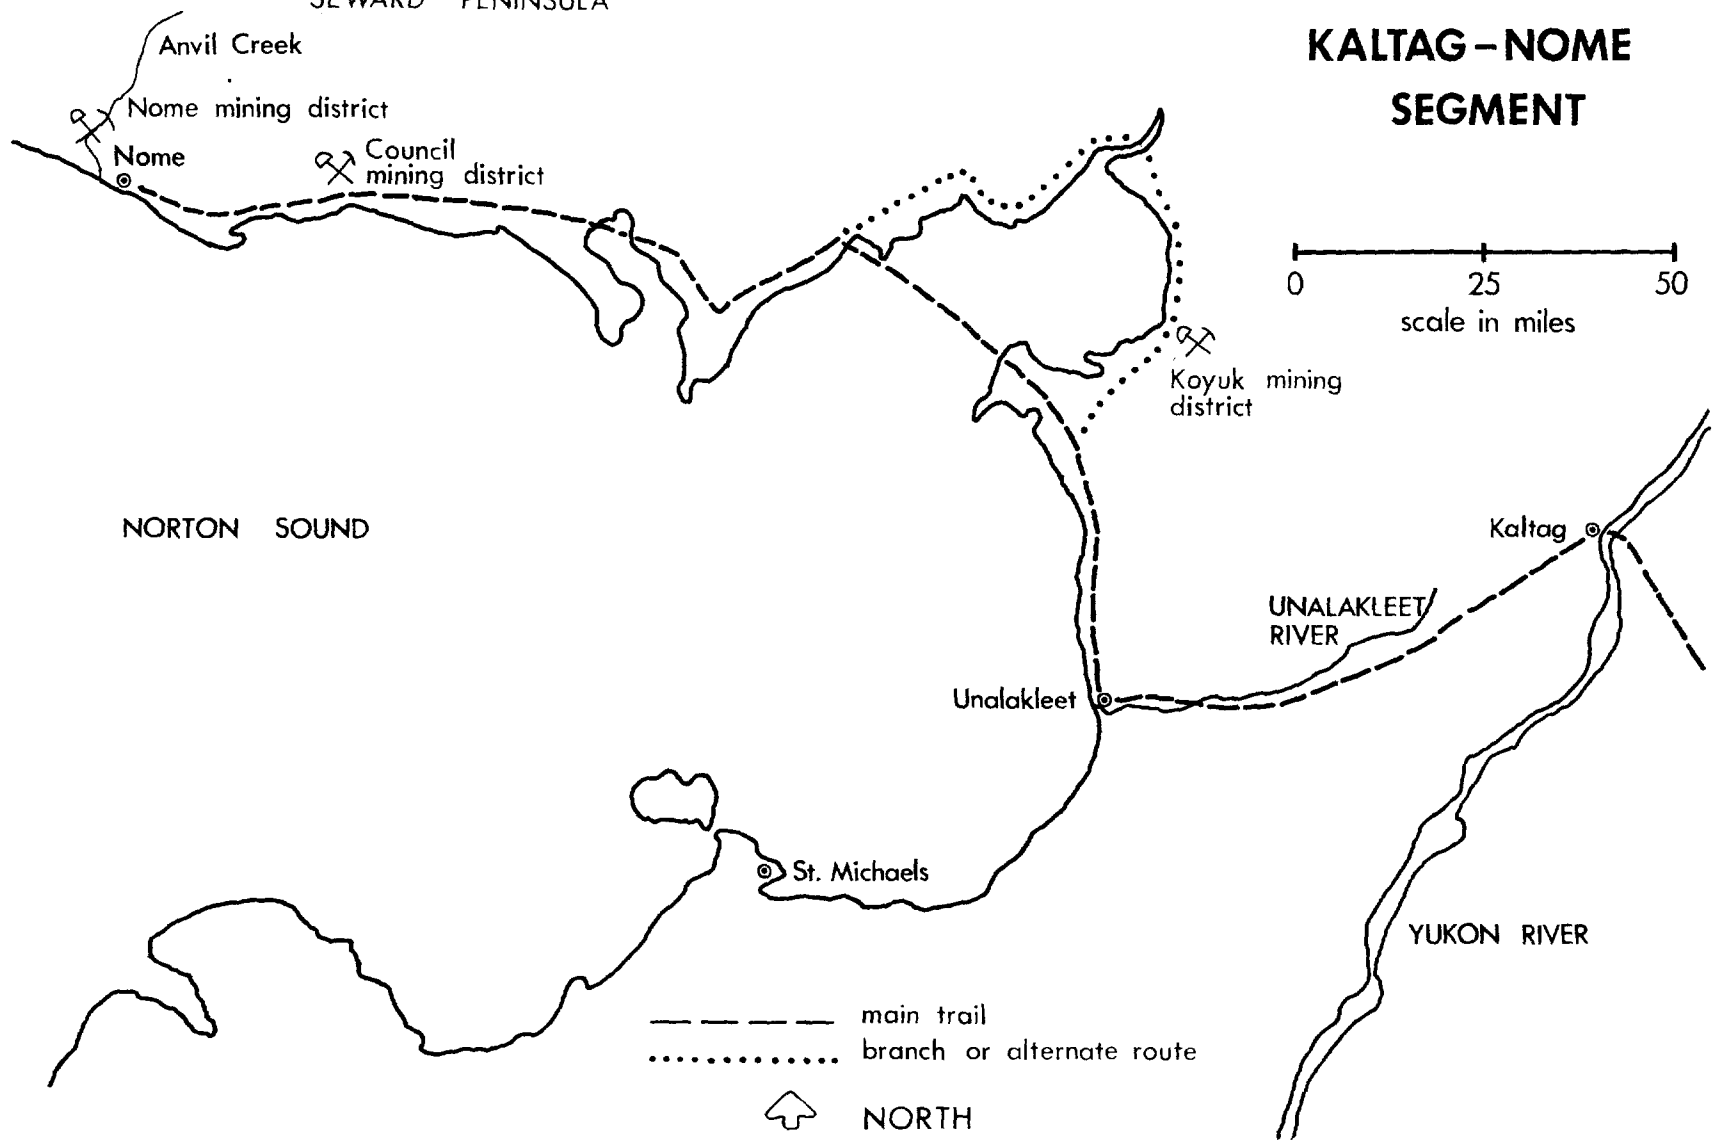 SEWARD PENINSULA
KALTAG–NOME
SEGMENT
Anvil Creek
Nome mining district
Nome
Council
mining district
0 25 50
scale in miles
Koyuk mining
district
NORTON SOUND
Kaltag
UNALAKLEET
RIVER
Unalakleet
St. Michaels
YUKON RIVER
main trail
branch or alternate route
NORTH